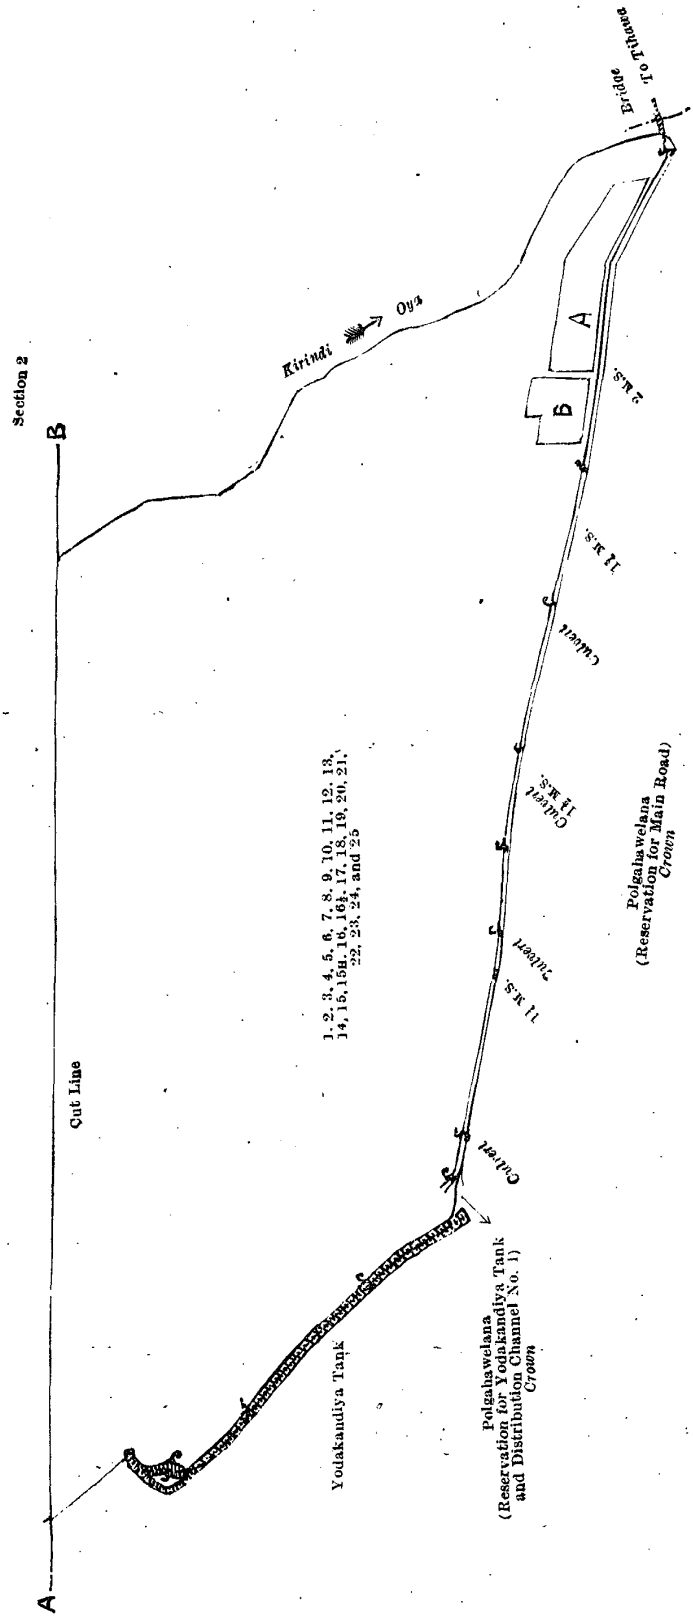 Section 2
A
B
Cut Line
Kirindi
Oya
Bridge
To Tihawa
A
B
2 M.S.
1¾ M.S.
Culvert
Culvert
1½ M.S.
Culvert
1¼ M.S.
Culvert
1, 2, 3, 4, 5, 6, 7, 8, 9, 10, 11, 12, 13,
14, 15, 15H, 16, 16½, 17, 18, 19, 20, 21,
22, 23, 24, and 25
Yodakandiya Tank
Polgahawelana
(Reservation for Yodakandiya Tank
and Distribution Channel No. 1)
Crown
Polgahawelana
(Reservation for Main Road)
Crown